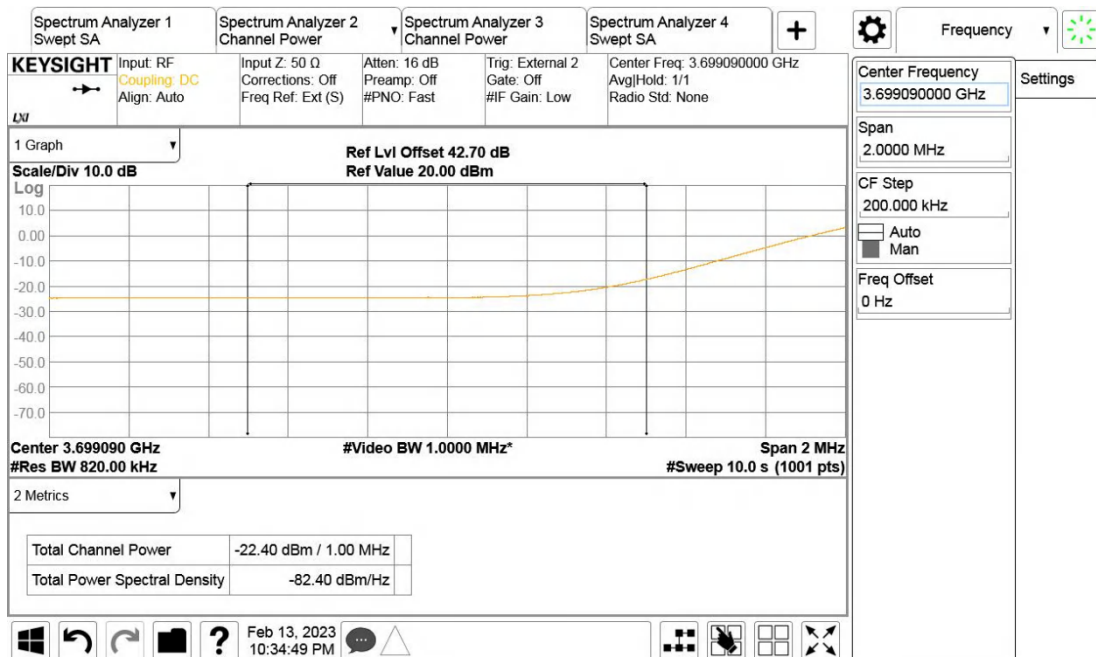 Spectrum Analyzer 1
Swept SA
Spectrum Analyzer 2
Channel Power
Spectrum Analyzer 3
Channel Power
Spectrum Analyzer 4
Swept SA
+
Frequency
KEYSIGHT
LXI
Input: RF
Coupling: DC
Align: Auto
Input Z: 50 Ω
Corrections: Off
Freq Ref: Ext (S)
Atten: 16 dB
Preamp: Off
#PNO: Fast
Trig: External 2
Gate: Off
#IF Gain: Low
Center Freq: 3.699090000 GHz
Avg|Hold: 1/1
Radio Std: None
Center Frequency
3.699090000 GHz
Settings
Span
2.0000 MHz
CF Step
200.000 kHz
Auto
Man
Freq Offset
0 Hz
1 Graph
Scale/Div 10.0 dB
Ref Lvl Offset 42.70 dB
Ref Value 20.00 dBm
Log
10.0
0.00
-10.0
-20.0
-30.0
-40.0
-50.0
-60.0
-70.0
Center 3.699090 GHz
#Video BW 1.0000 MHz*
Span 2 MHz
#Res BW 820.00 kHz
#Sweep 10.0 s (1001 pts)
2 Metrics
Total Channel Power -22.40 dBm / 1.00 MHz
Total Power Spectral Density -82.40 dBm/Hz
?
Feb 13, 2023
10:34:49 PM